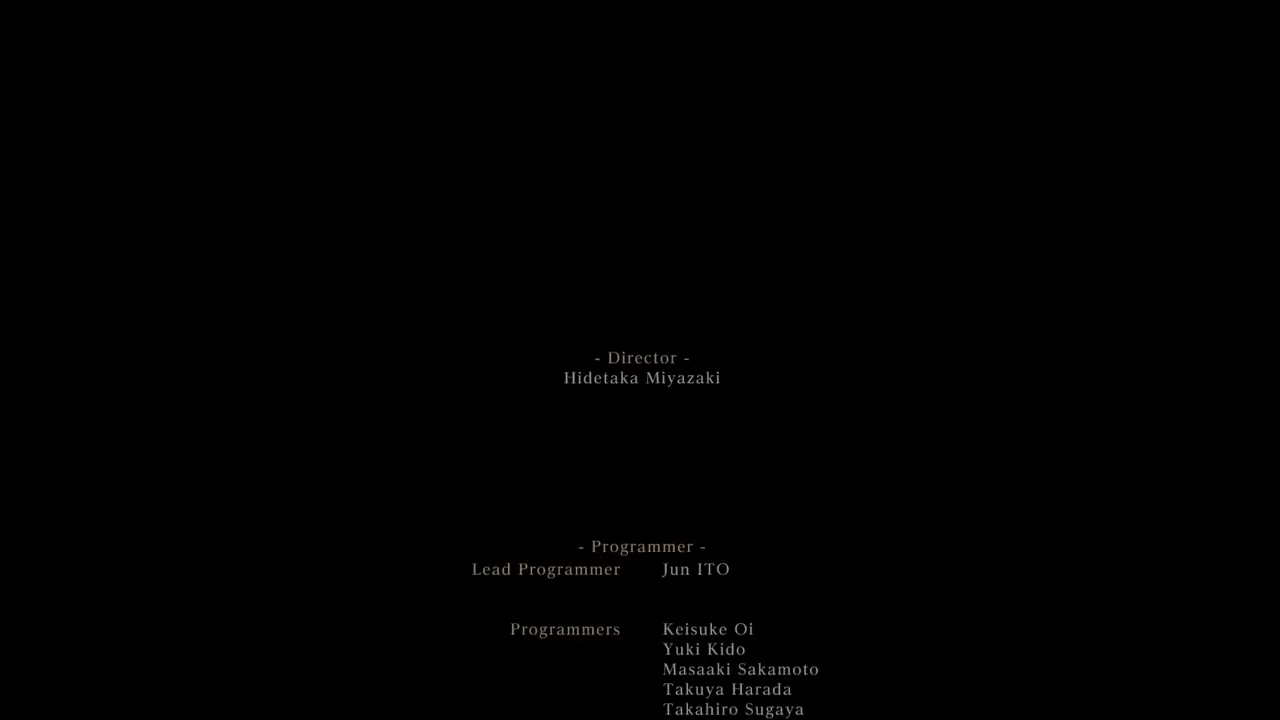 - Director -
Hidetaka Miyazaki
- Programmer -
Lead Programmer Jun ITO
Programmers Keisuke Oi
Yuki Kido
Masaaki Sakamoto
Takuya Harada
Takahiro Sugaya